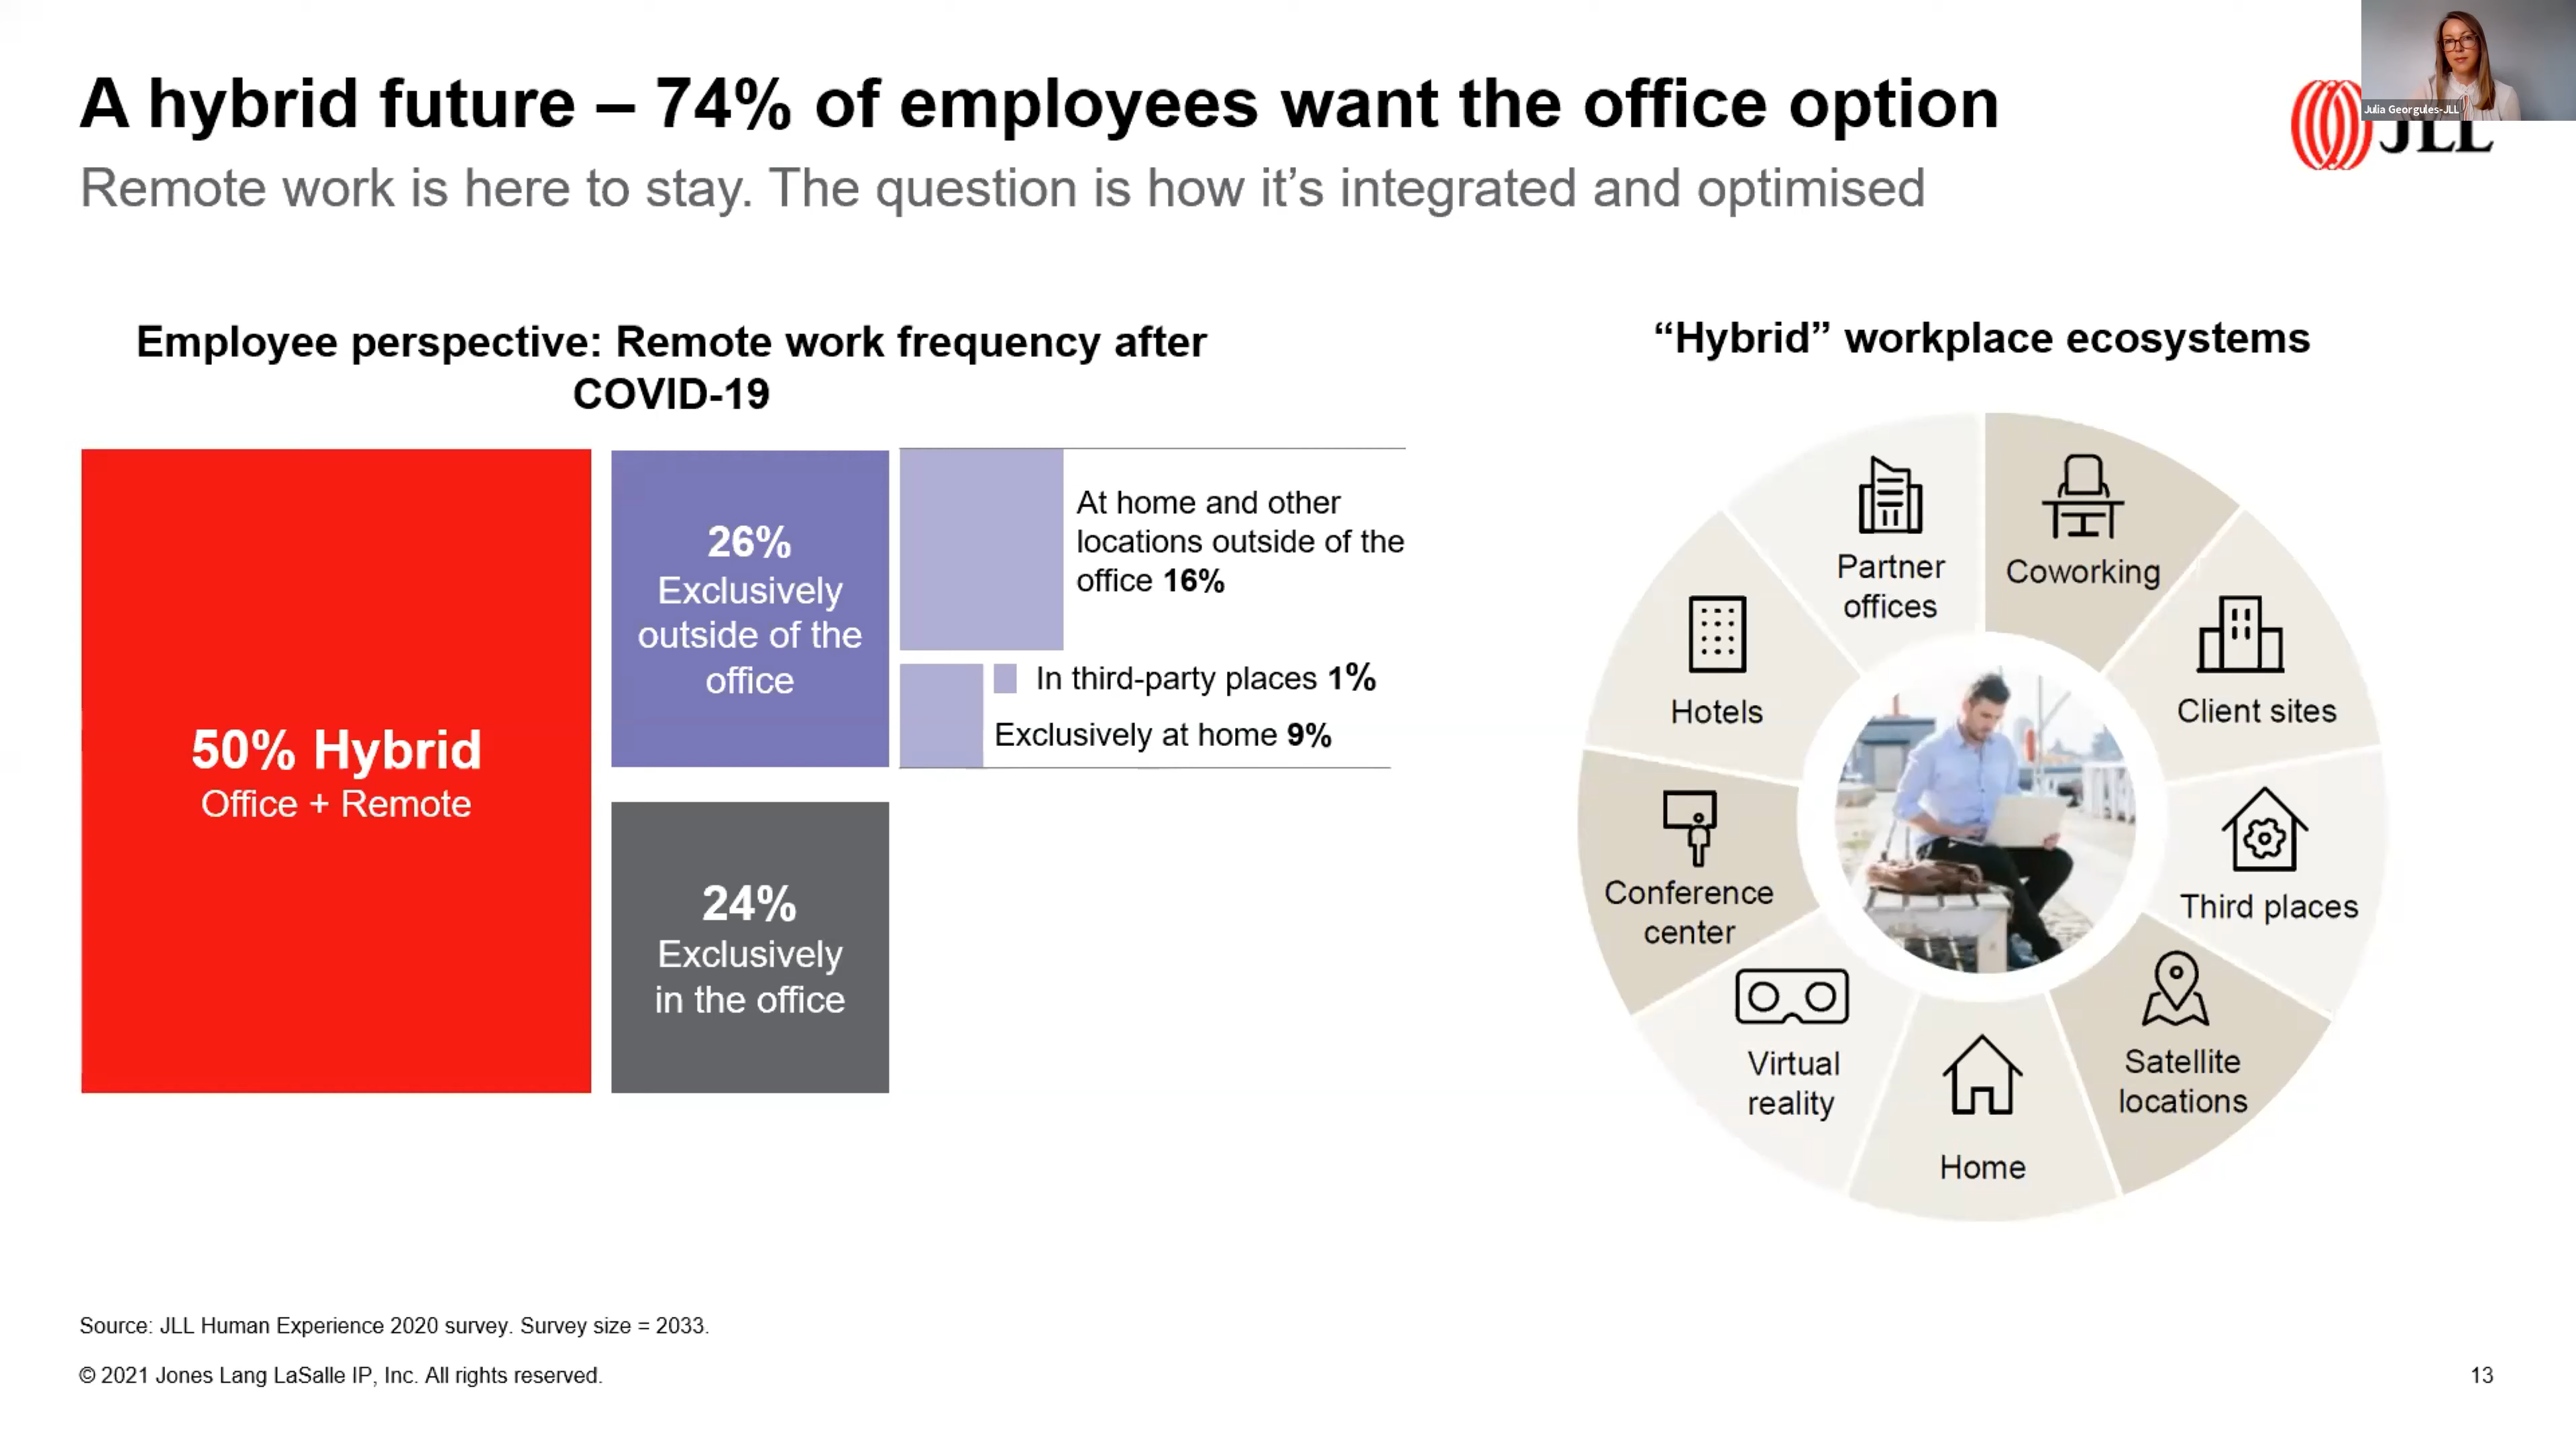 A hybrid future – 74% of employees want the office option
Remote work is here to stay. The question is how it’s integrated and optimised
Julia Georgules-JLL
JLL
Employee perspective: Remote work frequency after
COVID-19
50% Hybrid
Office + Remote
26%
Exclusively
outside of the
office
At home and other
locations outside of the
office 16%
In third-party places 1%
Exclusively at home 9%
24%
Exclusively
in the office
“Hybrid” workplace ecosystems
Partner
offices
Coworking
Hotels
Client sites
Conference
center
Third places
Virtual
reality
Satellite
locations
Home
Source: JLL Human Experience 2020 survey. Survey size = 2033.
© 2021 Jones Lang LaSalle IP, Inc. All rights reserved.
13